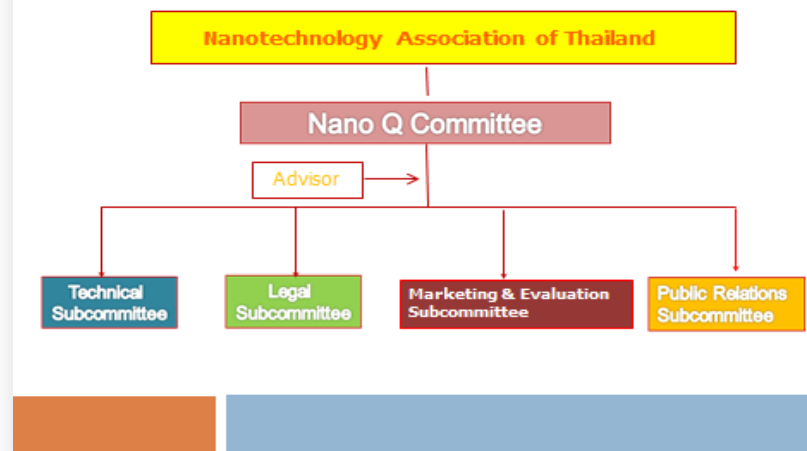 Nanotechnology Association of Thailand
Nano Q Committee
Advisor
Technical
Subcommittee
Legal
Subcommittee
Marketing & Evaluation
Subcommittee
Public Relations
Subcommittee